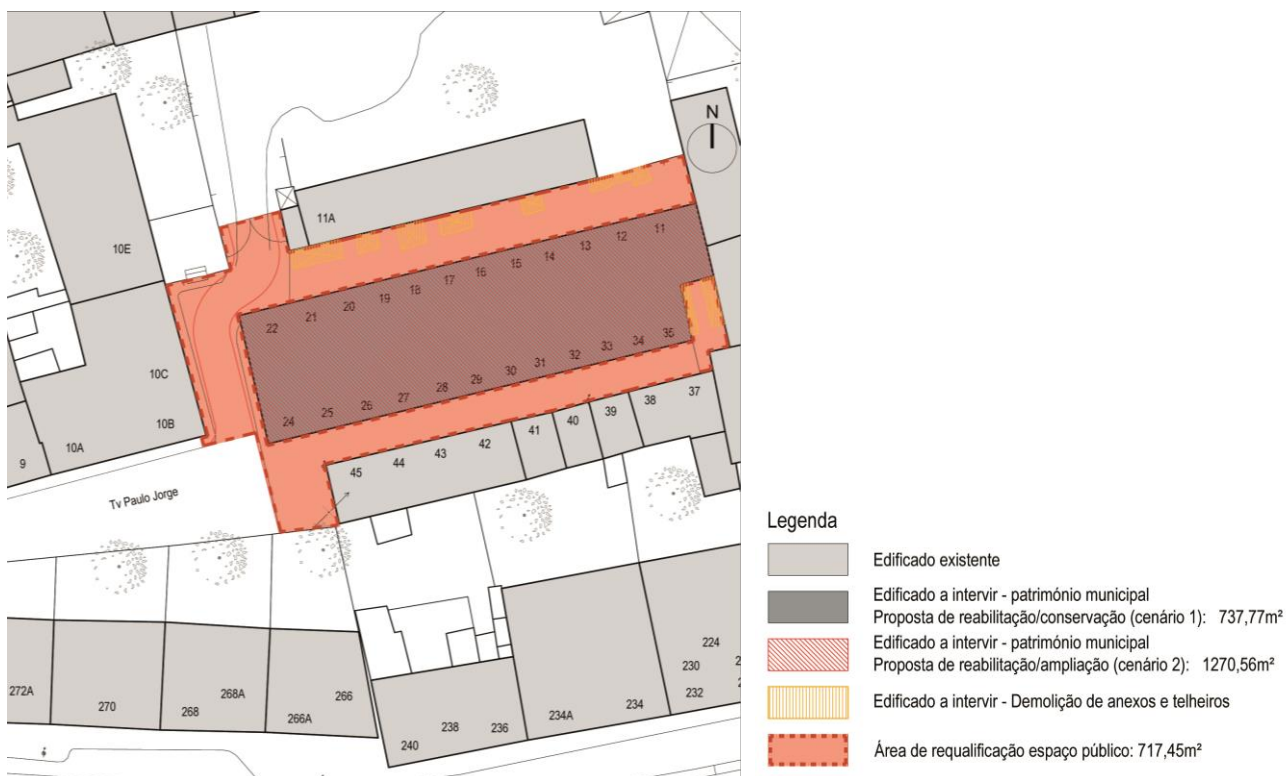 N
11A
10E
11
12
13
14
15
16
17
18
19
20
21
22
10C
10B
10A
9
24
25
26
27
28
29
30
31
32
33
34
35
37
38
39
40
41
42
43
44
45
Tv Paulo Jorge
272A
270
268
268A
266A
266
240
238
236
234A
234
224
230
232
Legenda
Edificado existente
Edificado a intervir - património municipal
Proposta de reabilitação/conservação (cenário 1): 737,77m²
Edificado a intervir - património municipal
Proposta de reabilitação/ampliação (cenário 2): 1270,56m²
Edificado a intervir - Demolição de anexos e telheiros
Área de requalificação espaço público: 717,45m²